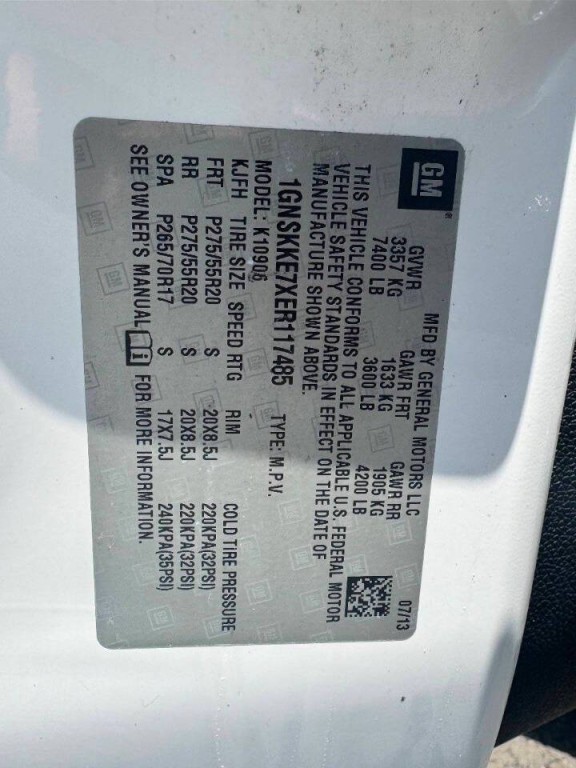 GM
MFD BY GENERAL MOTORS LLC 07/13
GVWR GAWR FRT GAWR RR
3357 KG 1633 KG 1905 KG
7400 LB 3600 LB 4200 LB
THIS VEHICLE CONFORMS TO ALL APPLICABLE U.S. FEDERAL MOTOR
VEHICLE SAFETY STANDARDS IN EFFECT ON THE DATE OF
MANUFACTURE SHOWN ABOVE.
1GNSKKE7XER117485 TYPE: M.P.V.
MODEL: K10906
KJFH TIRE SIZE SPEED RTG RIM COLD TIRE PRESSURE
FRT P275/55R20 S 20X8.5J 220KPA(32PSI)
RR P275/55R20 S 20X8.5J 220KPA(32PSI)
SPA P265/70R17 S 17X7.5J 240KPA(35PSI)
SEE OWNER'S MANUAL FOR MORE INFORMATION.